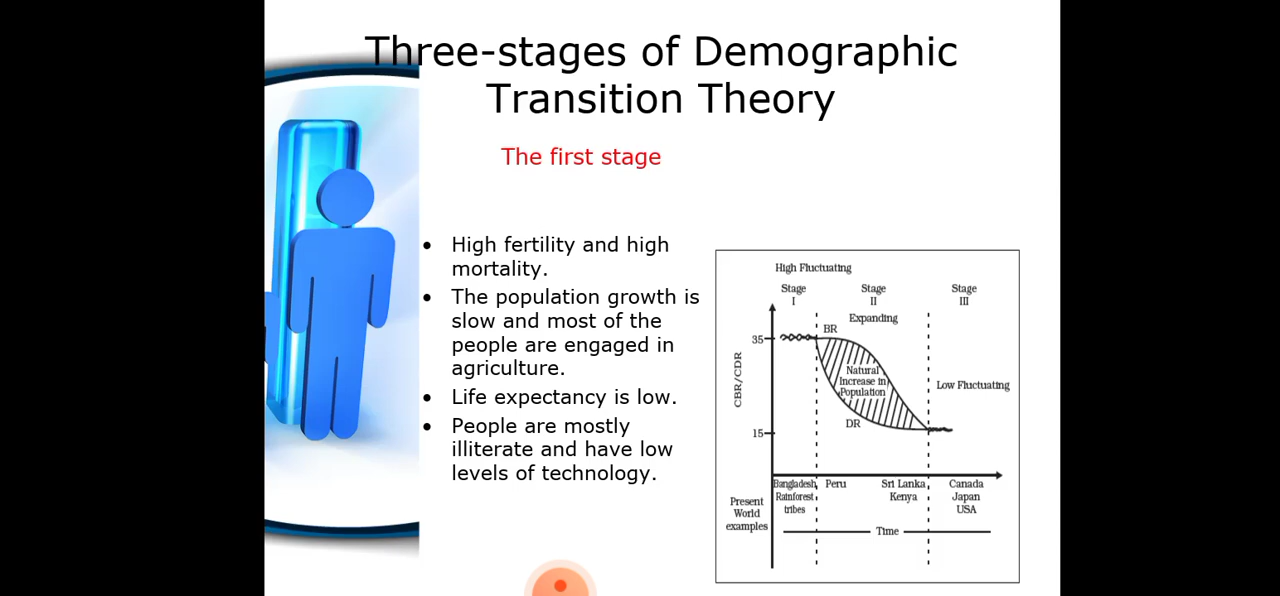 Three-stages of Demographic
Transition Theory
The first stage
• High fertility and high
mortality.
• The population growth is
slow and most of the
people are engaged in
agriculture.
• Life expectancy is low.
• People are mostly
illiterate and have low
levels of technology.
High Fluctuating
Stage
I
Stage
II
Stage
III
Expanding
BR
35
Natural
Increase in
Population
Low Fluctuating
CBR/CDR
DR
15
Bangladesh
Rainforest
tribes
Peru
Sri Lanka
Kenya
Canada
Japan
USA
Present
World
examples
Time